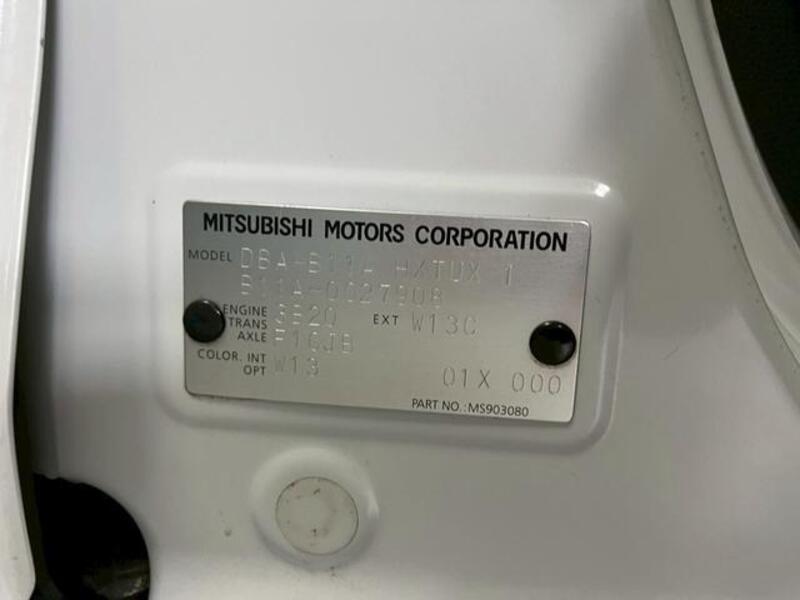 MITSUBISHI MOTORS CORPORATION
MODEL DBA-B11A HXTUX 1
B11A-0027908
ENGINE SB20 EXT W13C
TRANS
AXLE F1CJB
COLOR. INT W13
OPT 01X 000
PART NO.:MS903080